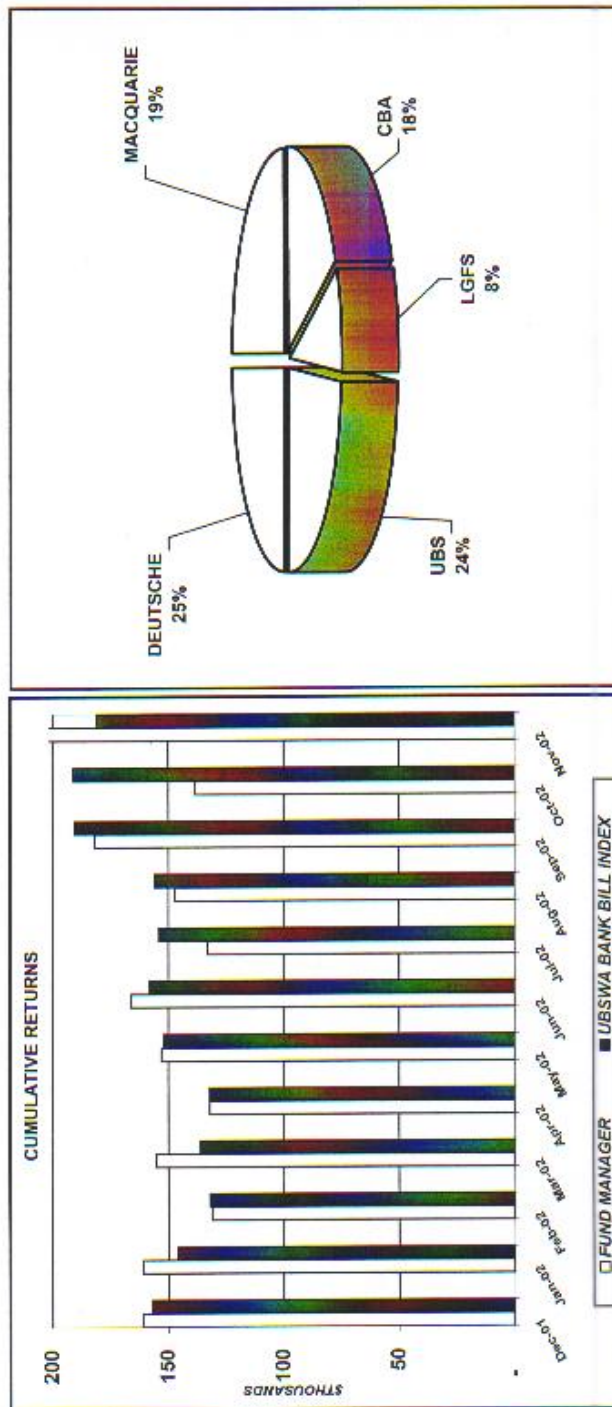 CUMULATIVE RETURNS
$THOUSANDS
200
150
100
50
-
Dec-01
Jan-02
Feb-02
Mar-02
Apr-02
May-02
Jun-02
Jul-02
Aug-02
Sep-02
Oct-02
Nov-02
FUND MANAGER
UBSWA BANK BILL INDEX
DEUTSCHE
25%
MACQUARIE
19%
UBS
24%
LGFS
8%
CBA
18%